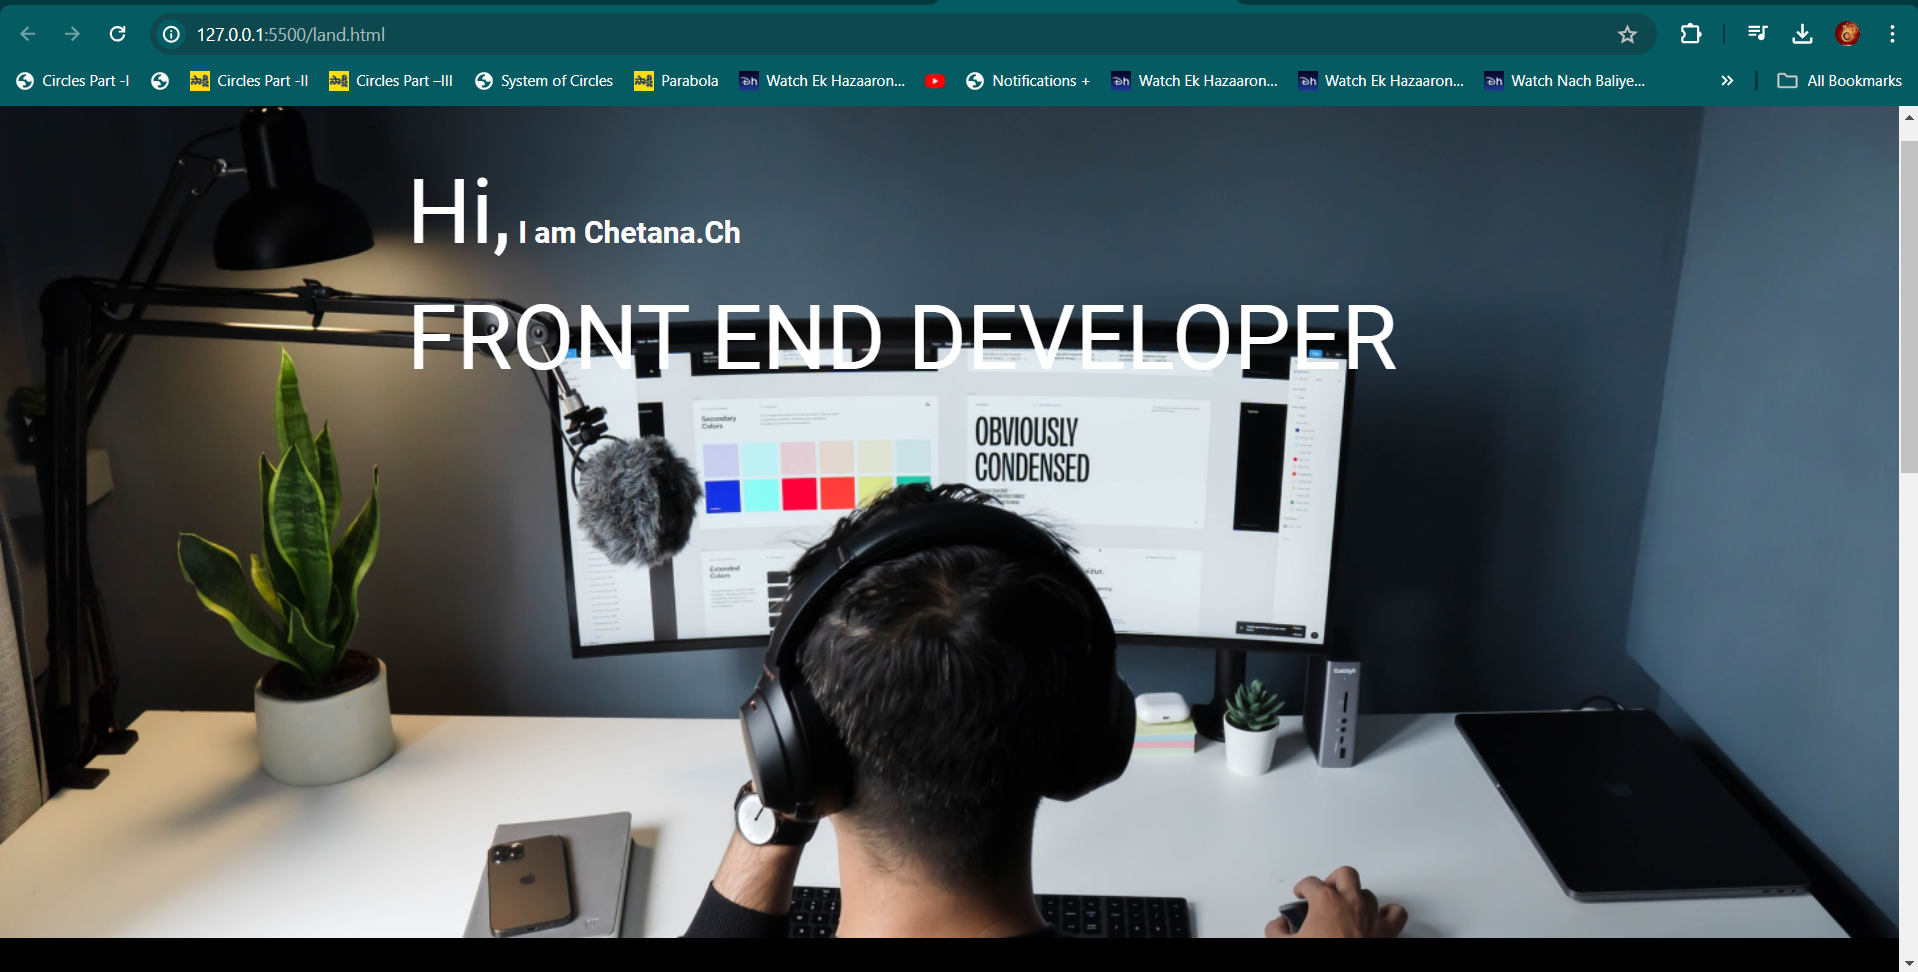 127.0.0.1:5500/land.html
Circles Part -I
Circles Part -II
Circles Part –III
System of Circles
Parabola
Watch Ek Hazaaron...
Notifications +
Watch Ek Hazaaron...
Watch Ek Hazaaron...
Watch Nach Baliye...
All Bookmarks
Hi, I am Chetana.Ch
FRONT END DEVELOPER
Secondary
Colors
OBVIOUSLY
CONDENSED
Extended
Colors